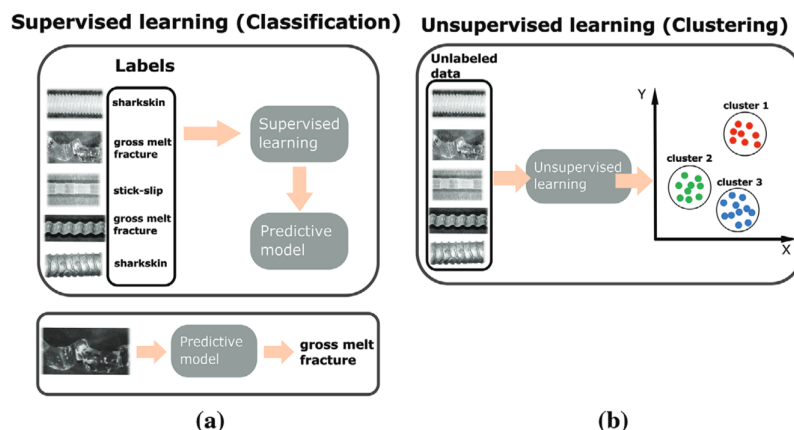 Supervised learning (Classification)
Labels
sharkskin
gross melt
fracture
stick-slip
gross melt
fracture
sharkskin
Supervised
learning
Predictive
model
Predictive
model
gross melt
fracture
(a)
Unsupervised learning (Clustering)
Unlabeled
data
Unsupervised
learning
Y
cluster 1
cluster 2
cluster 3
X
(b)